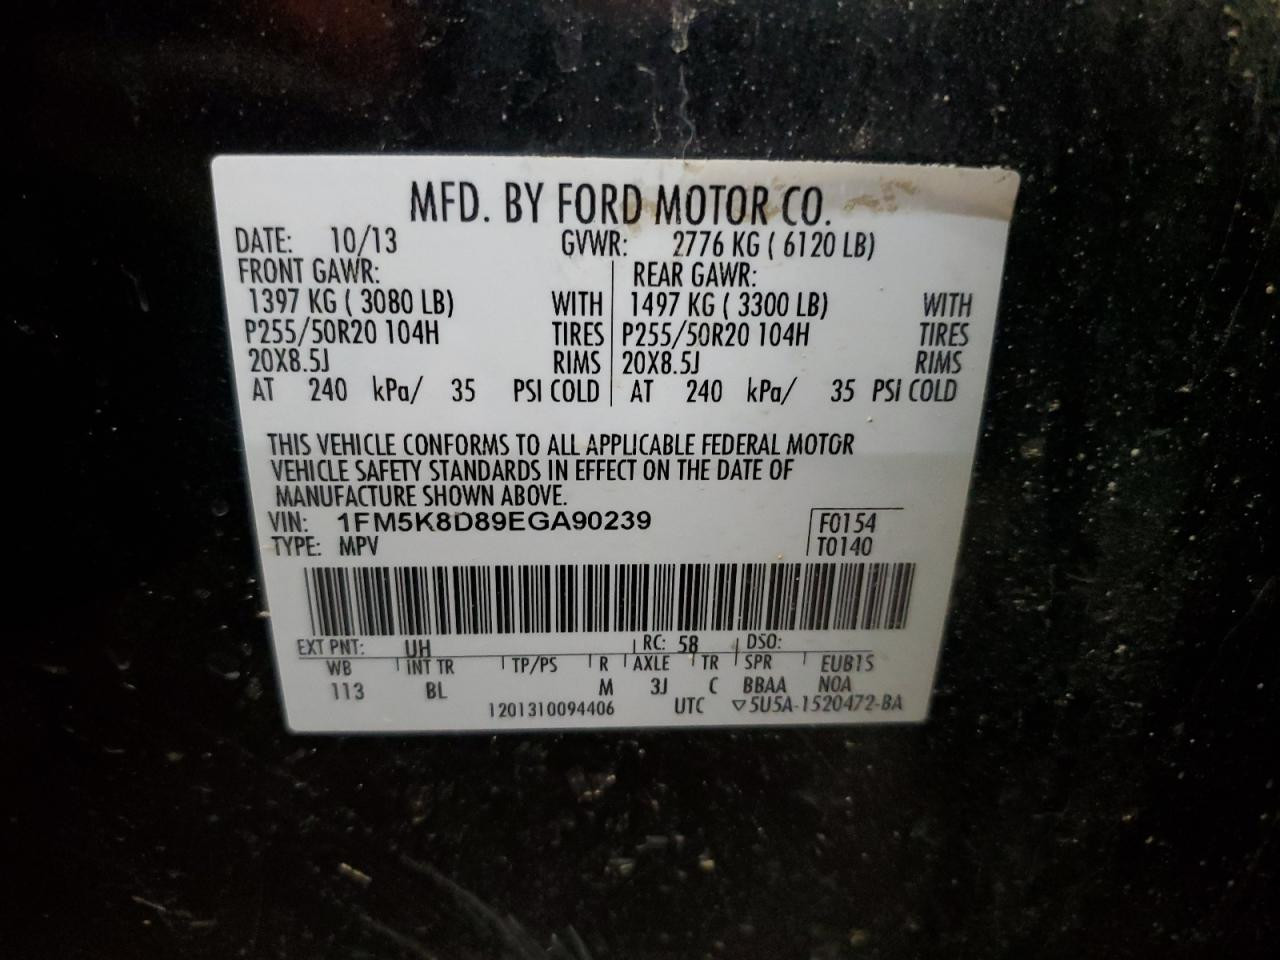 MFD. BY FORD MOTOR CO.
DATE: 10/13 GVWR: 2776 KG ( 6120 LB)
FRONT GAWR: REAR GAWR:
1397 KG ( 3080 LB) WITH 1497 KG ( 3300 LB) WITH
P255/50R20 104H TIRES P255/50R20 104H TIRES
20X8.5J RIMS 20X8.5J RIMS
AT 240 kPa/ 35 PSI COLD AT 240 kPa/ 35 PSI COLD
THIS VEHICLE CONFORMS TO ALL APPLICABLE FEDERAL MOTOR
VEHICLE SAFETY STANDARDS IN EFFECT ON THE DATE OF
MANUFACTURE SHOWN ABOVE.
VIN: 1FM5K8D89EGA90239 F0154
TYPE: MPV T0140
EXT PNT: UH RC: 58 DSO:
WB INT TR TP/PS R AXLE TR SPR EUB1S
113 BL M 3J C BBAA N0A
1201310094406 UTC ▽5U5A-1520472-BA